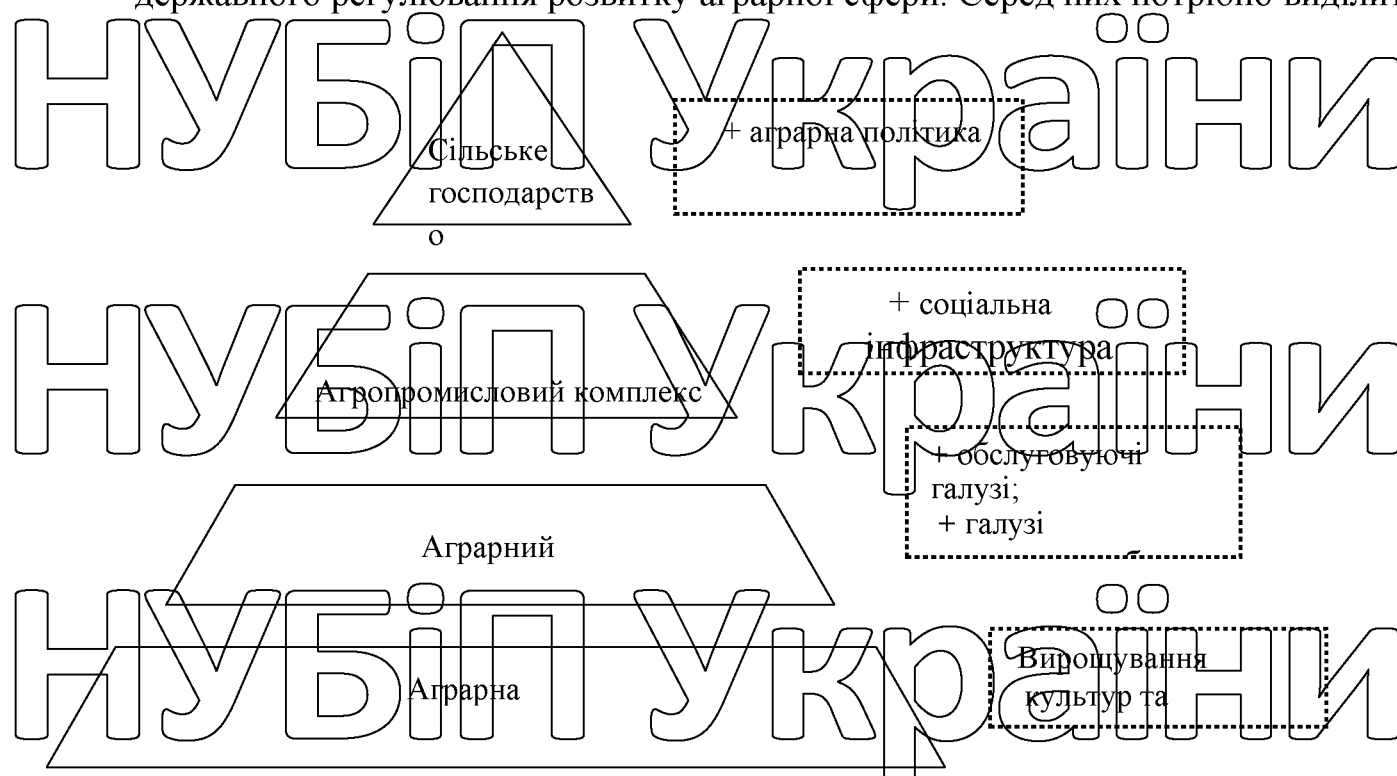 державного регулювання розвитку аграрної сфери. Серед них потрібно виділит
НУБіП України
Сільське
господарств
о
+ аграрна політика
НУБіП України
+ соціальна
інфраструктура
Агропромисловий комплекс
+ обслуговуючі
галузі;
+ галузі
Аграрний
НУБіП України
Аграрна
Вирощування
культур та